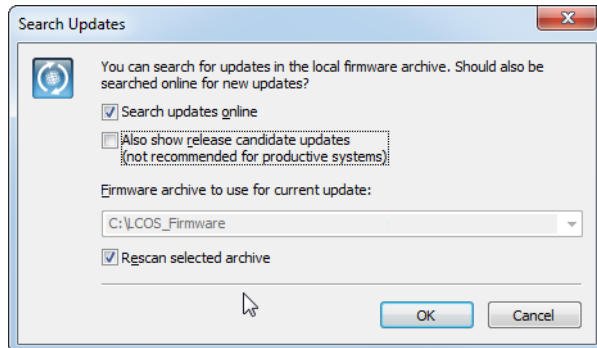 Search Updates
You can search for updates in the local firmware archive. Should also be
searched online for new updates?
Search updates online
Also show release candidate updates
(not recommended for productive systems)
Firmware archive to use for current update:
C:\LCOS_Firmware
Rescan selected archive
OK
Cancel